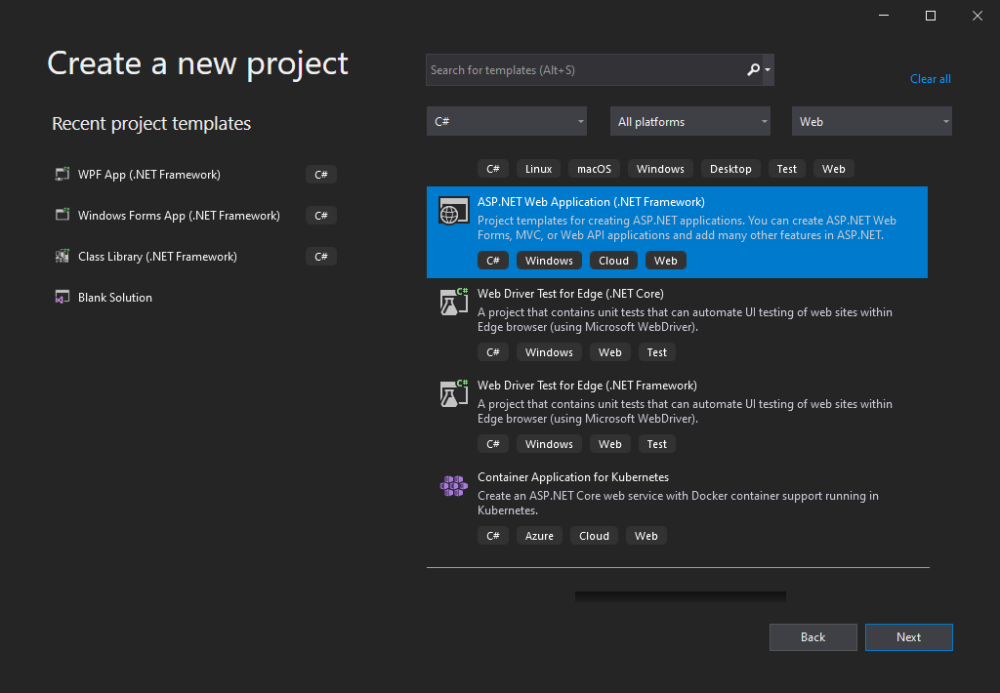 Create a new project
Search for templates (Alt+S)
Clear all
Recent project templates
C# All platforms Web
WPF App (.NET Framework) C#
Windows Forms App (.NET Framework) C#
Class Library (.NET Framework) C#
Blank Solution
C# Linux macOS Windows Desktop Test Web
ASP.NET Web Application (.NET Framework)
Project templates for creating ASP.NET applications. You can create ASP.NET Web
Forms, MVC, or Web API applications and add many other features in ASP.NET.
C# Windows Cloud Web
C#
Web Driver Test for Edge (.NET Core)
A project that contains unit tests that can automate UI testing of web sites within
Edge browser (using Microsoft WebDriver).
C# Windows Web Test
C#
Web Driver Test for Edge (.NET Framework)
A project that contains unit tests that can automate UI testing of web sites within
Edge browser (using Microsoft WebDriver).
C# Windows Web Test
Container Application for Kubernetes
Create an ASP.NET Core web service with Docker container support running in
Kubernetes.
C# Azure Cloud Web
Back Next